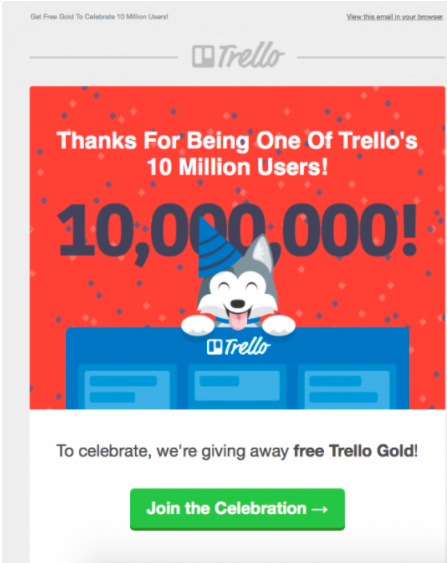 Get Free Gold To Celebrate 10 Million Users!
View this email in your browser.
Trello
Thanks For Being One Of Trello's
10 Million Users!
10,000,000!
Trello
To celebrate, we're giving away free Trello Gold!
Join the Celebration →